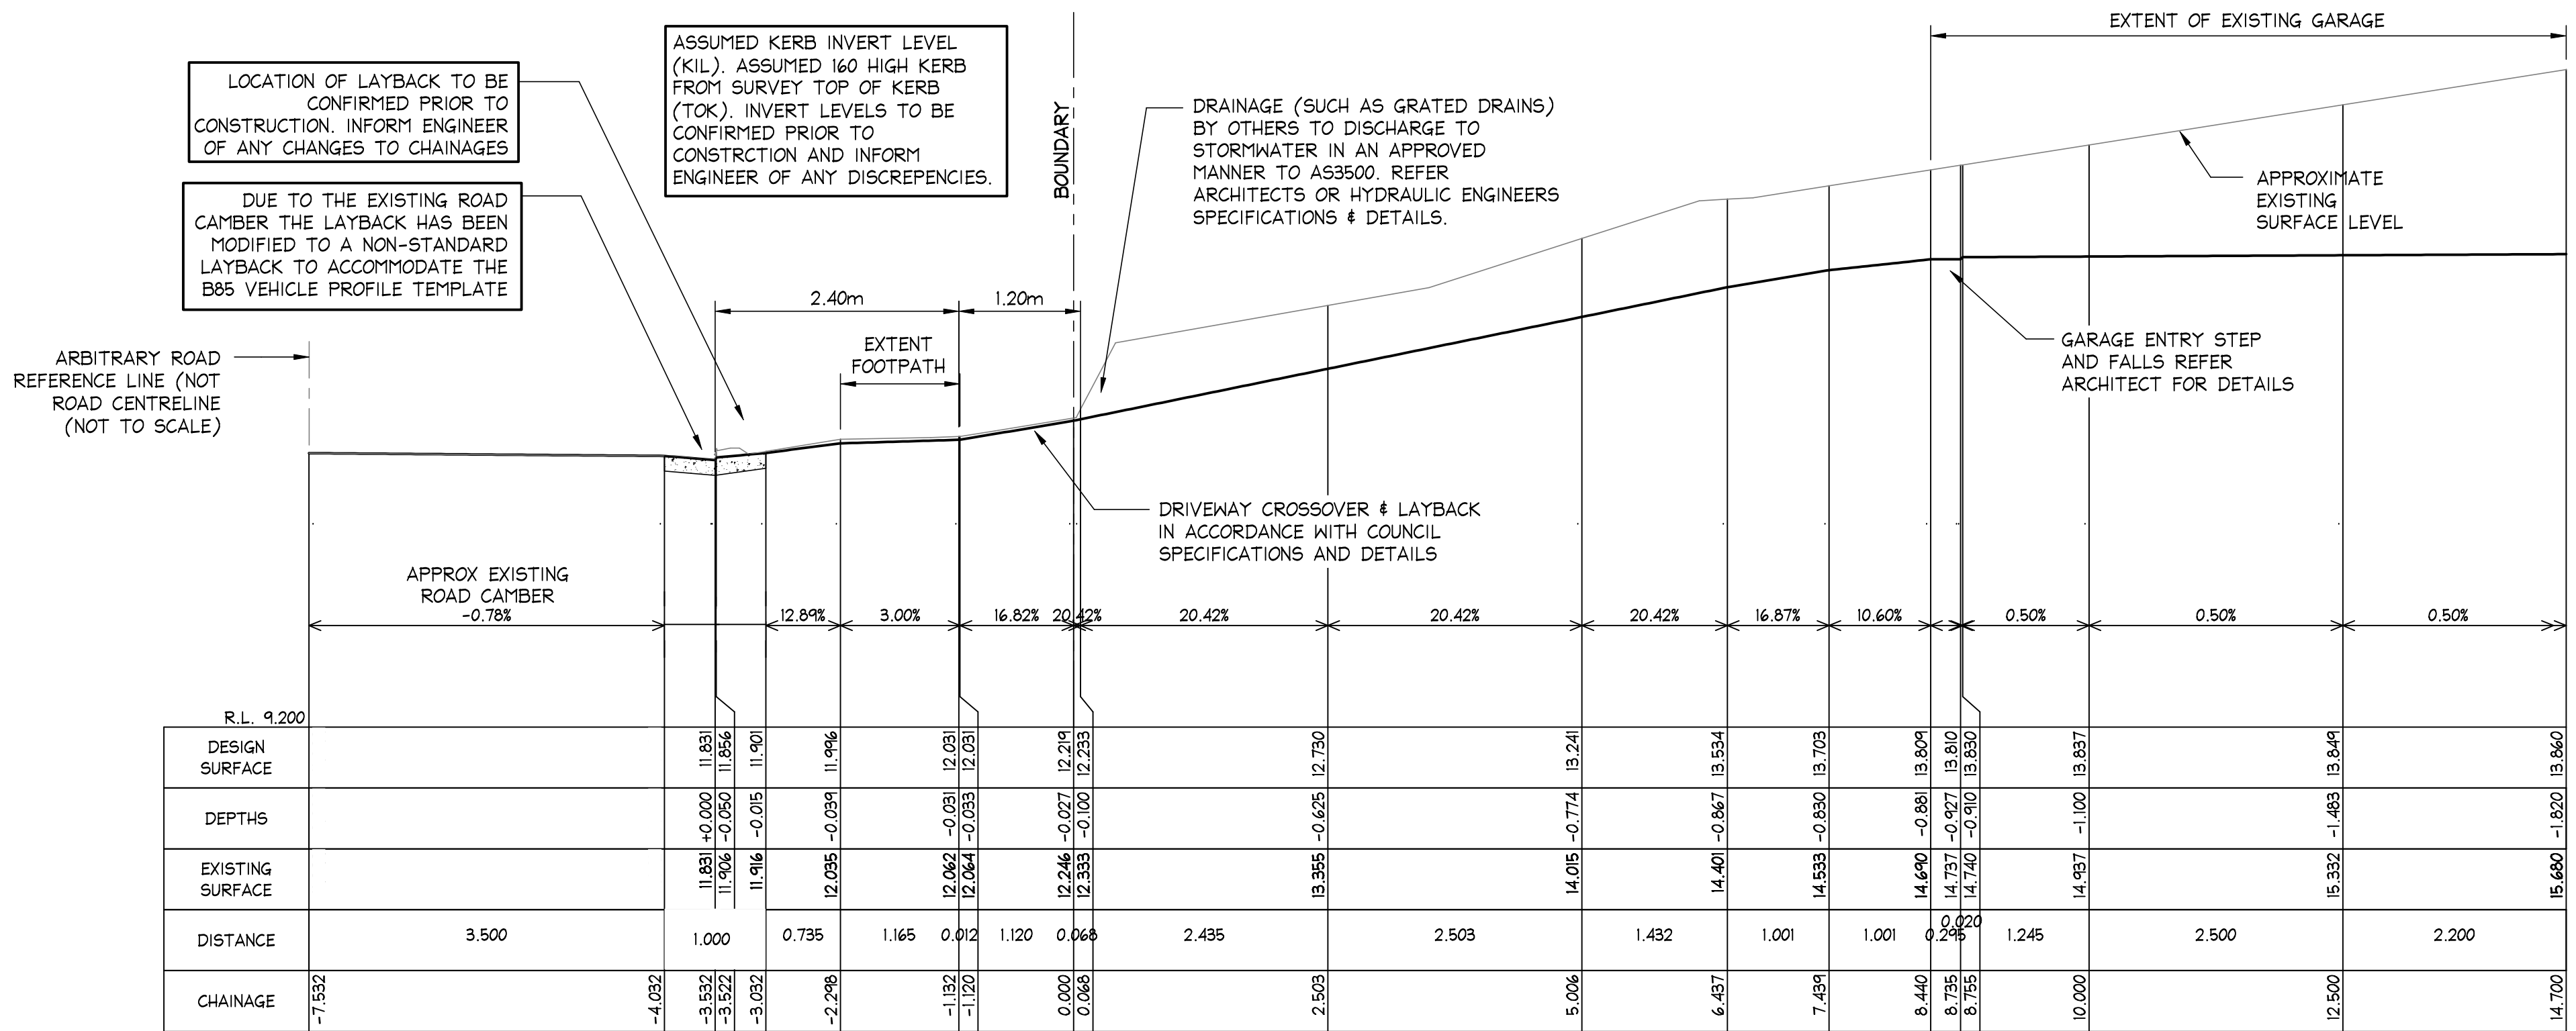 EXTENT OF EXISTING GARAGE
LOCATION OF LAYBACK TO BE
CONFIRMED PRIOR TO
CONSTRUCTION. INFORM ENGINEER
OF ANY CHANGES TO CHAINAGES
DUE TO THE EXISTING ROAD
CAMBER THE LAYBACK HAS BEEN
MODIFIED TO A NON-STANDARD
LAYBACK TO ACCOMMODATE THE
B85 VEHICLE PROFILE TEMPLATE
ASSUMED KERB INVERT LEVEL
(KIL). ASSUMED 160 HIGH KERB
FROM SURVEY TOP OF KERB
(TOK). INVERT LEVELS TO BE
CONFIRMED PRIOR TO
CONSTRCTION AND INFORM
ENGINEER OF ANY DISCREPENCIES.
BOUNDARY
DRAINAGE (SUCH AS GRATED DRAINS)
BY OTHERS TO DISCHARGE TO
STORMWATER IN AN APPROVED
MANNER TO AS3500. REFER
ARCHITECTS OR HYDRAULIC ENGINEERS
SPECIFICATIONS & DETAILS.
APPROXIMATE
EXISTING
SURFACE LEVEL
2.40m 1.20m
EXTENT
FOOTPATH
ARBITRARY ROAD
REFERENCE LINE (NOT
ROAD CENTRELINE
(NOT TO SCALE)
GARAGE ENTRY STEP
AND FALLS REFER
ARCHITECT FOR DETAILS
DRIVEWAY CROSSOVER & LAYBACK
IN ACCORDANCE WITH COUNCIL
SPECIFICATIONS AND DETAILS
APPROX EXISTING
ROAD CAMBER
-0.78% 12.89% 3.00% 16.82% 20.42% 20.42% 20.42% 20.42% 16.87% 10.60% 0.50% 0.50% 0.50%
R.L. 9.200
DESIGN
SURFACE
11.831 11.856 11.901 11.996 12.031 12.031 12.219 12.233 12.730 13.241 13.534 13.703 13.809 13.810 13.830 13.837 13.849 13.860
DEPTHS
+0.000 -0.050 -0.015 -0.039 -0.031 -0.033 -0.027 -0.100 -0.625 -0.774 -0.867 -0.830 -0.881 -0.927 -0.910 -1.100 -1.483 -1.820
EXISTING
SURFACE
11.831 11.906 11.916 12.035 12.062 12.064 12.246 12.333 13.355 14.015 14.401 14.533 14.690 14.737 14.740 14.937 15.332 15.680
DISTANCE
3.500 1.000 0.735 1.165 0.012 1.120 0.068 2.435 2.503 1.432 1.001 1.001 0.295 0.020 1.245 2.500 2.200
CHAINAGE
-7.532 -4.032 -3.532 -3.522 -3.032 -2.298 -1.132 -1.120 0.000 0.068 2.503 5.006 6.437 7.439 8.440 8.735 8.755 10.000 12.500 14.700